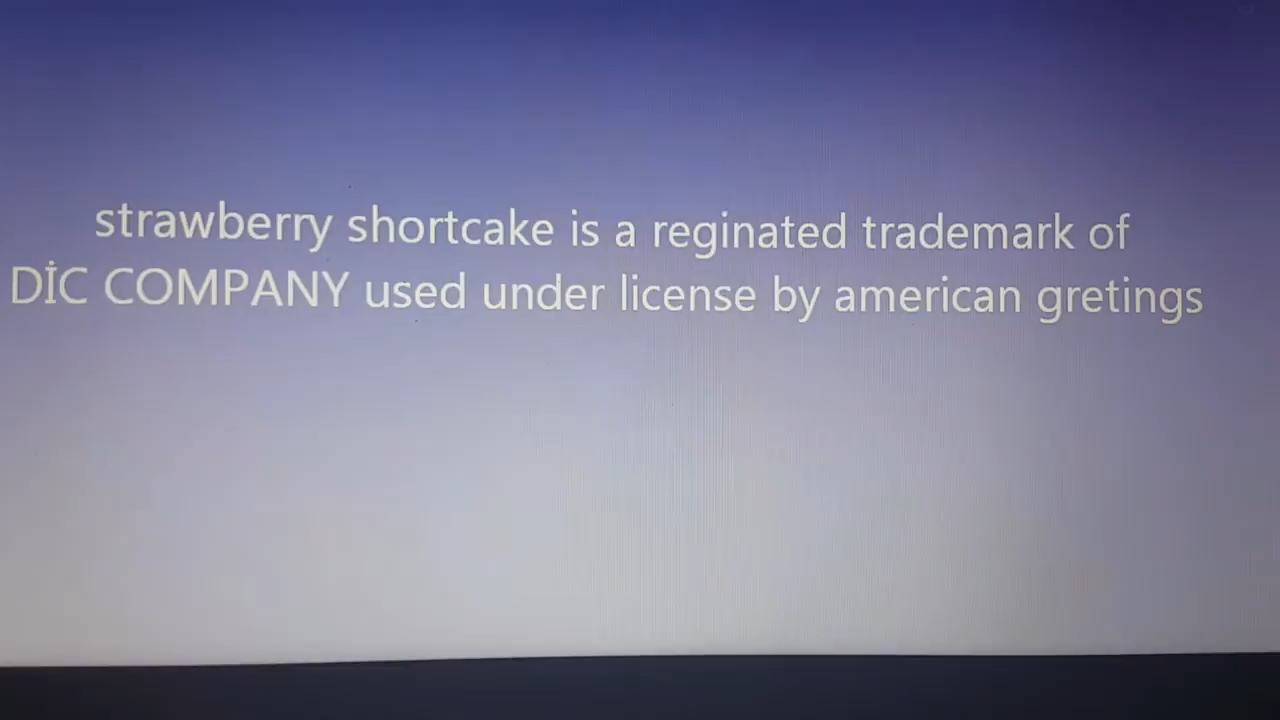 strawberry shortcake is a reginated trademark of
DİC COMPANY used under license by american gretings